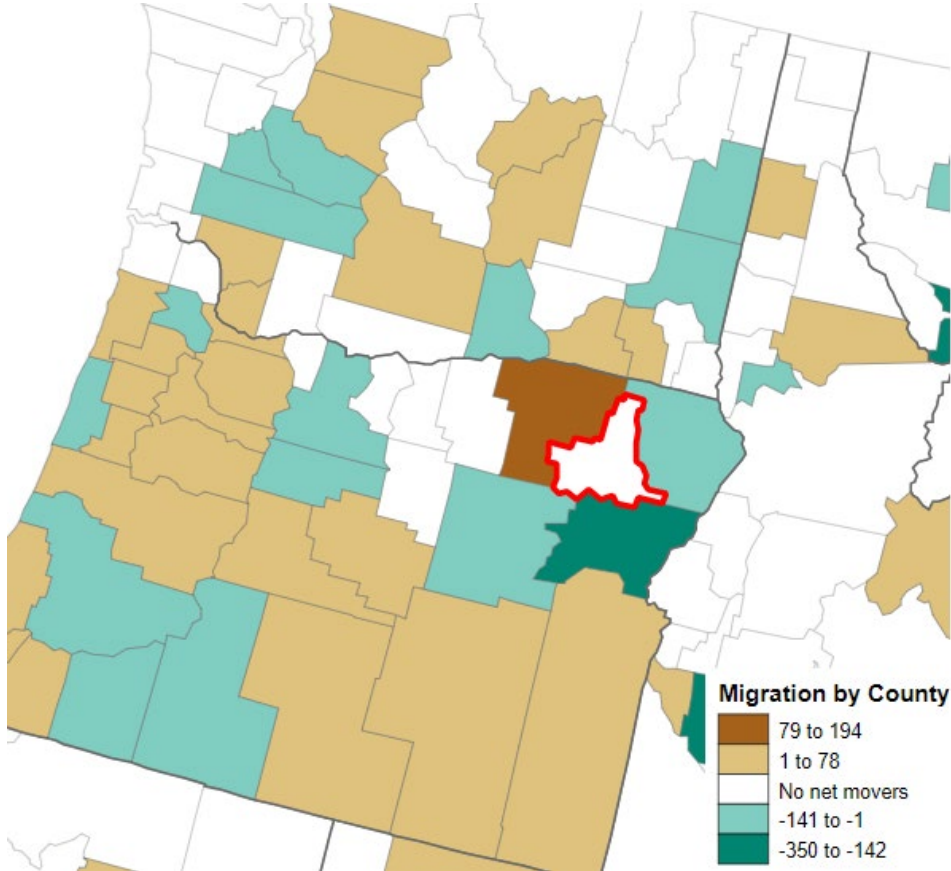 Migration by County
79 to 194
1 to 78
No net movers
-141 to -1
-350 to -142